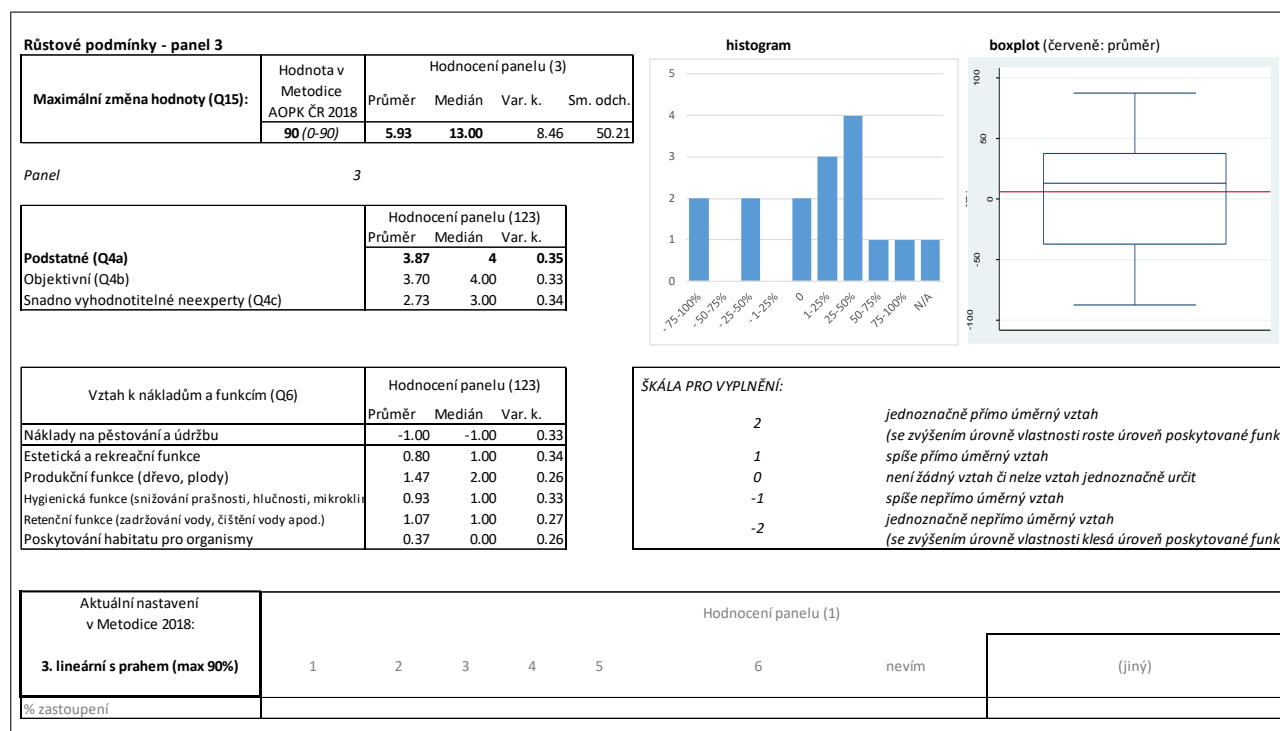 Růstové podmínky - panel 3
Maximální změna hodnoty (Q15):
Hodnota v
Metodice
AOPK ČR 2018
Hodnocení panelu (3)
Průměr Medián Var. k. Sm. odch.
90 (0-90) 5.93 13.00 8.46 50.21
Panel 3
Hodnocení panelu (123)
Průměr Medián Var. k.
Podstatné (Q4a) 3.87 4 0.35
Objektivní (Q4b) 3.70 4.00 0.33
Snadno vyhodnotitelné neexperty (Q4c) 2.73 3.00 0.34
histogram
5
4
3
2
1
0
- 75-100%
- 50-75%
- 25-50%
- 1-25%
0
1-25%
25-50%
50-75%
75-100%
N/A
boxplot (červeně: průměr)
100
50
0
-50
-100
Vztah k nákladům a funkcím (Q6)
Hodnocení panelu (123)
Průměr Medián Var. k.
Náklady na pěstování a údržbu -1.00 -1.00 0.33
Estetická a rekreační funkce 0.80 1.00 0.34
Produkční funkce (dřevo, plody) 1.47 2.00 0.26
Hygienická funkce (snižování prašnosti, hlučnosti, mikroklir 0.93 1.00 0.33
Retenční funkce (zadržování vody, čištění vody apod.) 1.07 1.00 0.27
Poskytování habitatu pro organismy 0.37 0.00 0.26
ŠKÁLA PRO VYPLNĚNÍ:
2 jednoznačně přímo úměrný vztah
(se zvýšením úrovně vlastnosti roste úroveň poskytované funk
1 spíše přímo úměrný vztah
0 není žádný vztah či nelze vztah jednoznačně určit
-1 spíše nepřímo úměrný vztah
-2 jednoznačně nepřímo úměrný vztah
(se zvýšením úrovně vlastnosti klesá úroveň poskytované funk
Aktuální nastavení
v Metodice 2018:
3. lineární s prahem (max 90%)
Hodnocení panelu (1)
1 2 3 4 5 6 nevím (jiný)
% zastoupení